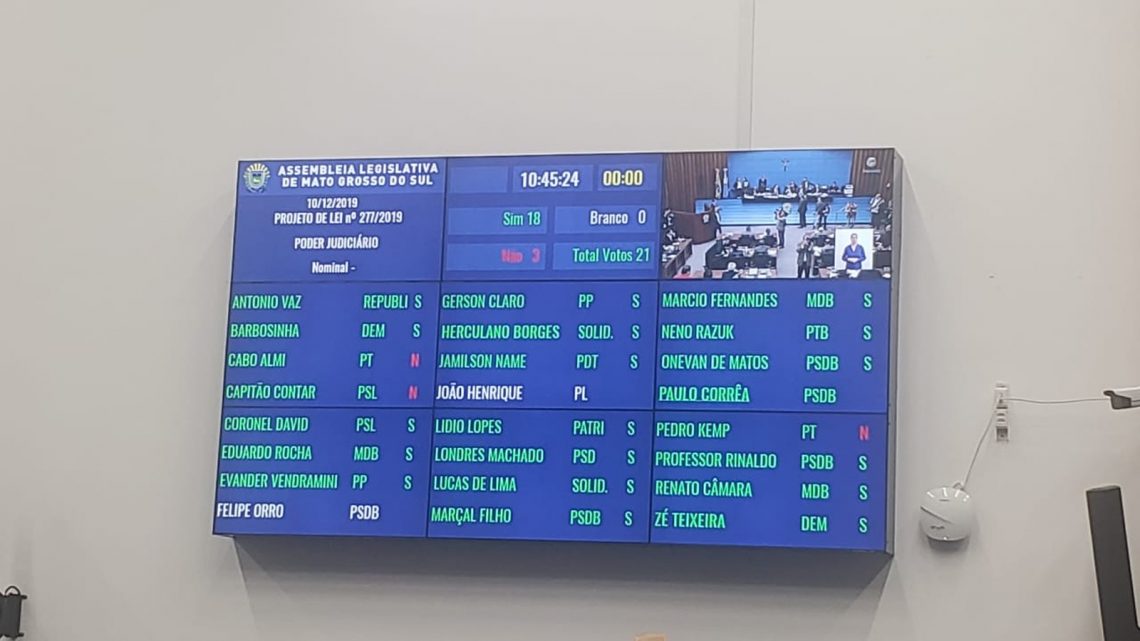 ASSEMBLEIA LEGISLATIVA
DE MATO GROSSO DO SUL
10/12/2019
PROJETO DE LEI nº 277/2019
PODER JUDICIÁRIO
Nominal -
10:45:24 00:00
Sim 18 Branco 0
Não 3 Total Votos 21
ANTONIO VAZ REPUBLI S
BARBOSINHA DEM S
CABO ALMI PT N
CAPITÃO CONTAR PSL N
CORONEL DAVID PSL S
EDUARDO ROCHA MDB S
EVANDER VENDRAMINI PP S
FELIPE ORRO PSDB
GERSON CLARO PP S
HERCULANO BORGES SOLID. S
JAMILSON NAME PDT S
JOÃO HENRIQUE PL
LIDIO LOPES PATRI S
LONDRES MACHADO PSD S
LUCAS DE LIMA SOLID. S
MARÇAL FILHO PSDB S
MARCIO FERNANDES MDB S
NENO RAZUK PTB S
ONEVAN DE MATOS PSDB S
PAULO CORRÊA PSDB
PEDRO KEMP PT N
PROFESSOR RINALDO PSDB S
RENATO CÂMARA MDB S
ZÉ TEIXEIRA DEM S